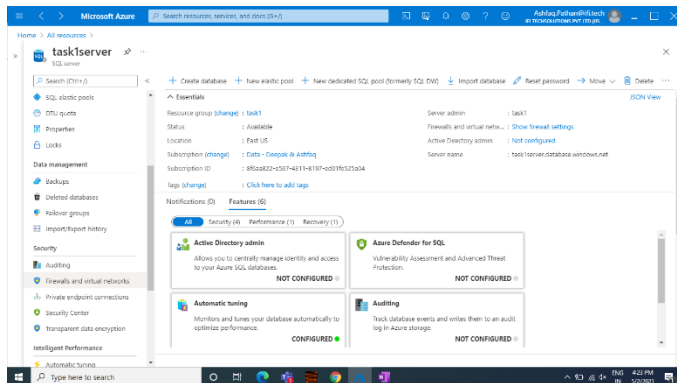 Microsoft Azure
Search resources, services, and docs (G+/)
Ashfaq.Pathan@ifi.tech
IFI TECHSOLUTIONS PVT LTD (IFI...
Home > All resources >
task1server
SQL server
Search (Ctrl+/)
+ Create database + New elastic pool + New dedicated SQL pool (formerly SQL DW) Import database Reset password Move Delete
SQL elastic pools
DTU quota
Properties
Locks
Data management
Backups
Deleted databases
Failover groups
Import/Export history
Security
Auditing
Firewalls and virtual networks
Private endpoint connections
Security Center
Transparent data encryption
Intelligent Performance
Automatic tuning
Essentials
JSON View
Resource group (change) : task1
Status : Available
Location : East US
Subscription (change) : Data - Deepak & Ashfaq
Subscription ID
Tags (change) : Click here to add tags
Server admin : task1
Firewalls and virtual netw... : Show firewall settings
Active Directory admin : Not configured
Server name : task1server.database.windows.net
Notifications (0) Features (6)
All Security (4) Performance (1) Recovery (1)
Active Directory admin
Allows you to centrally manage identity and access
to your Azure SQL databases.
NOT CONFIGURED
Azure Defender for SQL
Vulnerability Assessment and Advanced Threat
Protection.
NOT CONFIGURED
Automatic tuning
Monitors and tunes your database automatically to
optimize performance.
CONFIGURED
Auditing
Track database events and writes them to an audit
log in Azure storage.
NOT CONFIGURED
Type here to search
ENG
IN
4:23 PM
5/2/2021